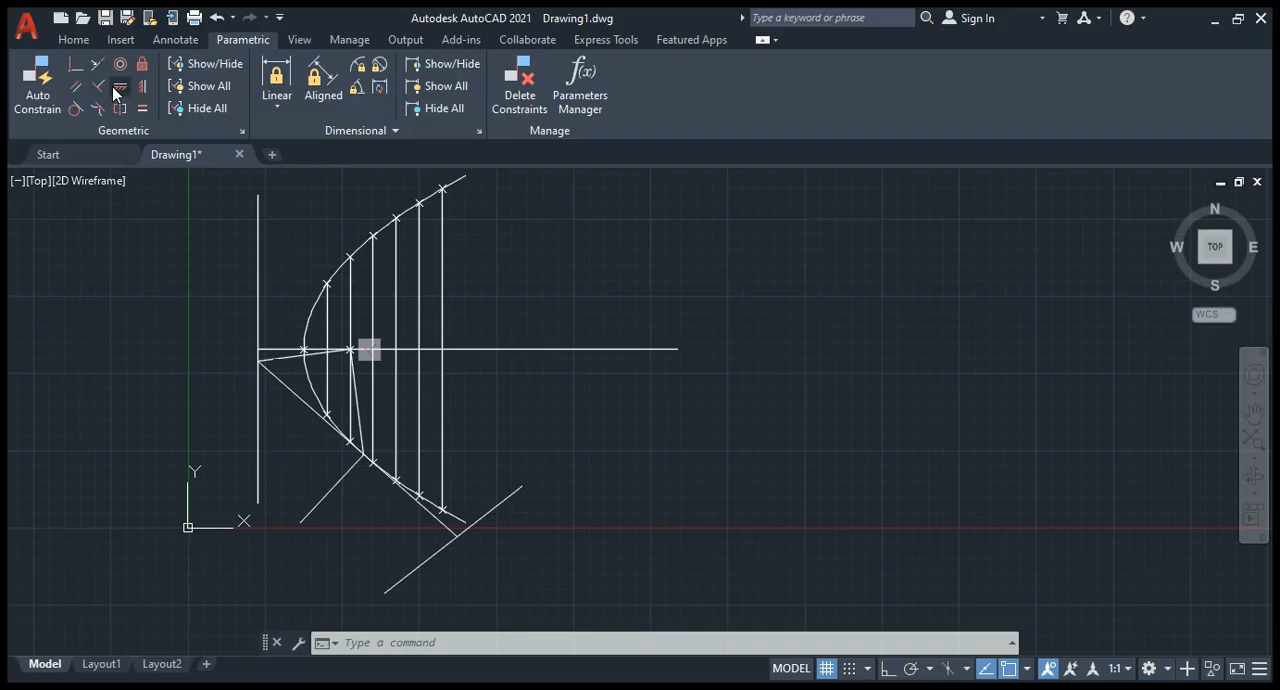 Autodesk AutoCAD 2021 Drawing1.dwg
Type a keyword or phrase
Sign In
Home Insert Annotate Parametric View Manage Output Add-ins Collaborate Express Tools Featured Apps
Auto
Constrain
Show/Hide
Show All
Hide All
Geometric
Linear
Aligned
Show/Hide
Show All
Hide All
Dimensional
Delete
Constraints
f(x)
Parameters
Manager
Manage
Start Drawing1*
[−][Top][2D Wireframe]
N
W TOP E
S
WCS
Y
X
Type a command
Model Layout1 Layout2
MODEL 1:1